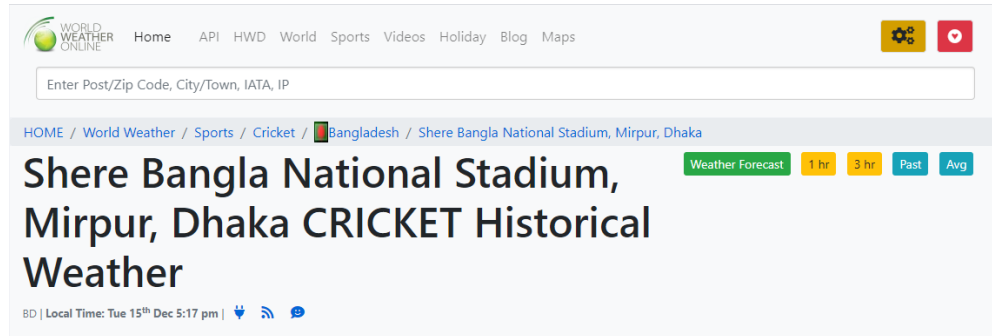 WORLD
WEATHER
ONLINE
Home API HWD World Sports Videos Holiday Blog Maps
Enter Post/Zip Code, City/Town, IATA, IP
HOME / World Weather / Sports / Cricket / Bangladesh / Shere Bangla National Stadium, Mirpur, Dhaka
Shere Bangla National Stadium,
Mirpur, Dhaka CRICKET Historical
Weather
Weather Forecast 1 hr 3 hr Past Avg
BD | Local Time: Tue 15th Dec 5:17 pm |